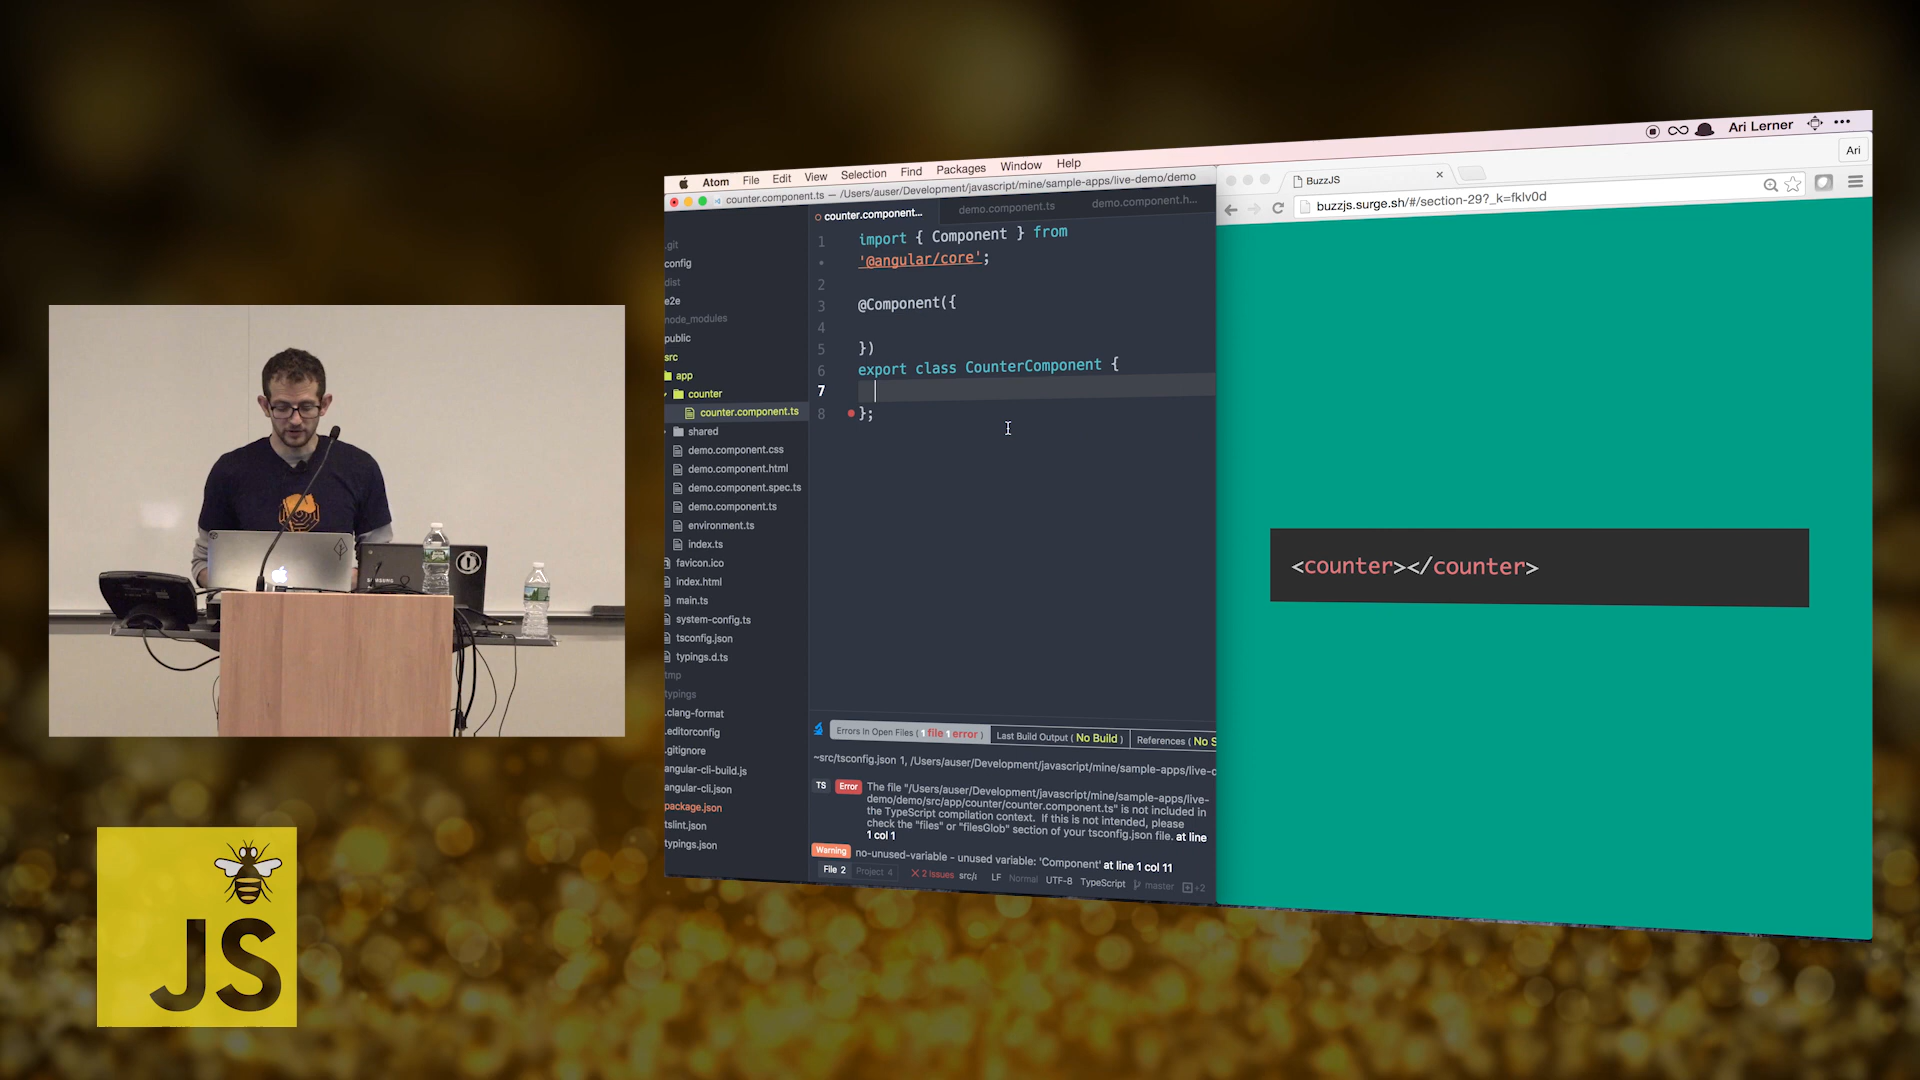 Ari Lerner
Atom File Edit View Selection Find Packages Window Help
counter.component.ts — /Users/auser/Development/javascript/mine/sample-apps/live-demo/demo
counter.component... demo.component.ts demo.component.h...
.git
config
dist
e2e
node_modules
public
src
app
counter
counter.component.ts
shared
demo.component.css
demo.component.html
demo.component.spec.ts
demo.component.ts
environment.ts
index.ts
favicon.ico
index.html
main.ts
system-config.ts
tsconfig.json
typings.d.ts
tmp
typings
.clang-format
.editorconfig
.gitignore
angular-cli-build.js
angular-cli.json
package.json
tslint.json
typings.json
1 import { Component } from
'@angular/core';
2
3 @Component({
4
5 })
6 export class CounterComponent {
7
8 };
Errors In Open Files ( 1 file 1 error ) Last Build Output ( No Build ) References ( No S
~src/tsconfig.json 1, /Users/auser/Development/javascript/mine/sample-apps/live-d
TS Error The file "/Users/auser/Development/javascript/mine/sample-apps/live-
demo/demo/src/app/counter/counter.component.ts" is not included in
the TypeScript compilation context. If this is not intended, please
check the "files" or "filesGlob" section of your tsconfig.json file. at line
1 col 1
Warning no-unused-variable - unused variable: 'Component' at line 1 col 11
File 2 Project 4 2 issues src/ LF Normal UTF-8 TypeScript master +2
Ari
BuzzJS
buzzjs.surge.sh/#/section-29?_k=fklv0d
<counter></counter>
SAMSUNG
JS